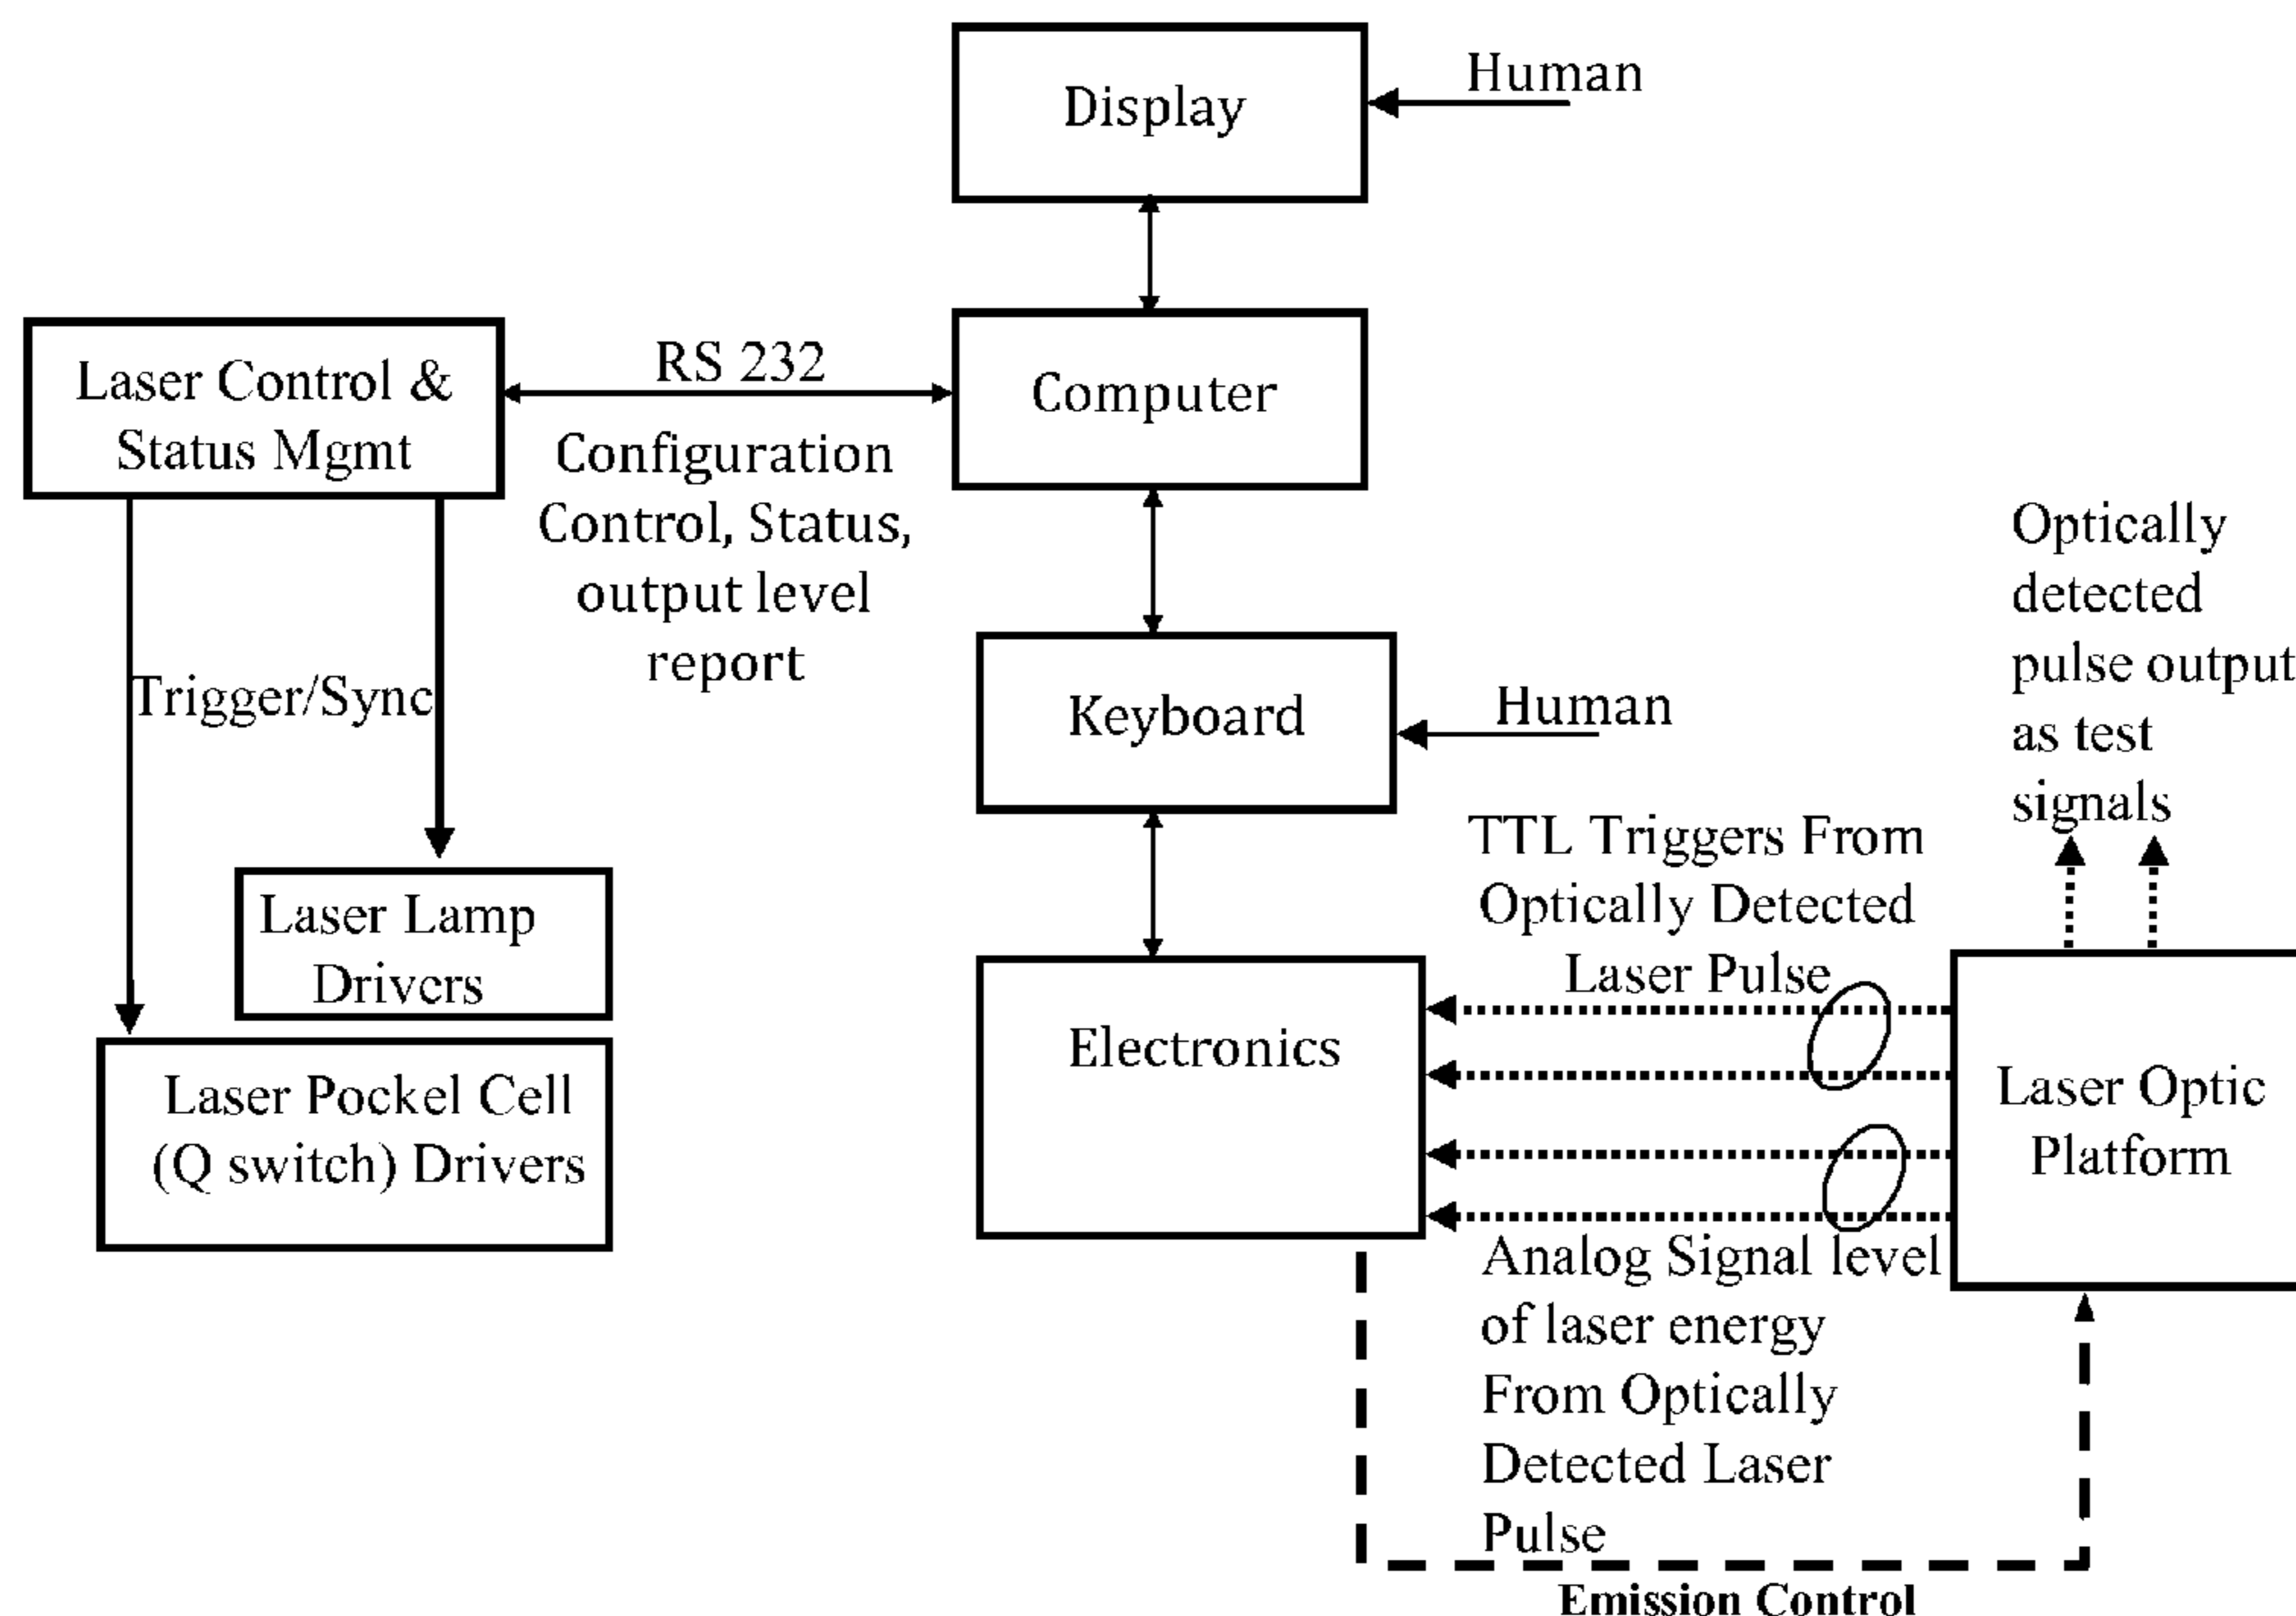 Display
Human
Laser Control &
Status Mgmt
RS 232
Computer
Configuration
Control, Status,
output level
report
Trigger/Sync
Keyboard
Human
Optically
detected
pulse output
as test
signals
Laser Lamp
Drivers
TTL Triggers From
Optically Detected
Laser Pulse
Laser Pockel Cell
(Q switch) Drivers
Electronics
Laser Optic
Platform
Analog Signal level
of laser energy
From Optically
Detected Laser
Pulse
Emission Control